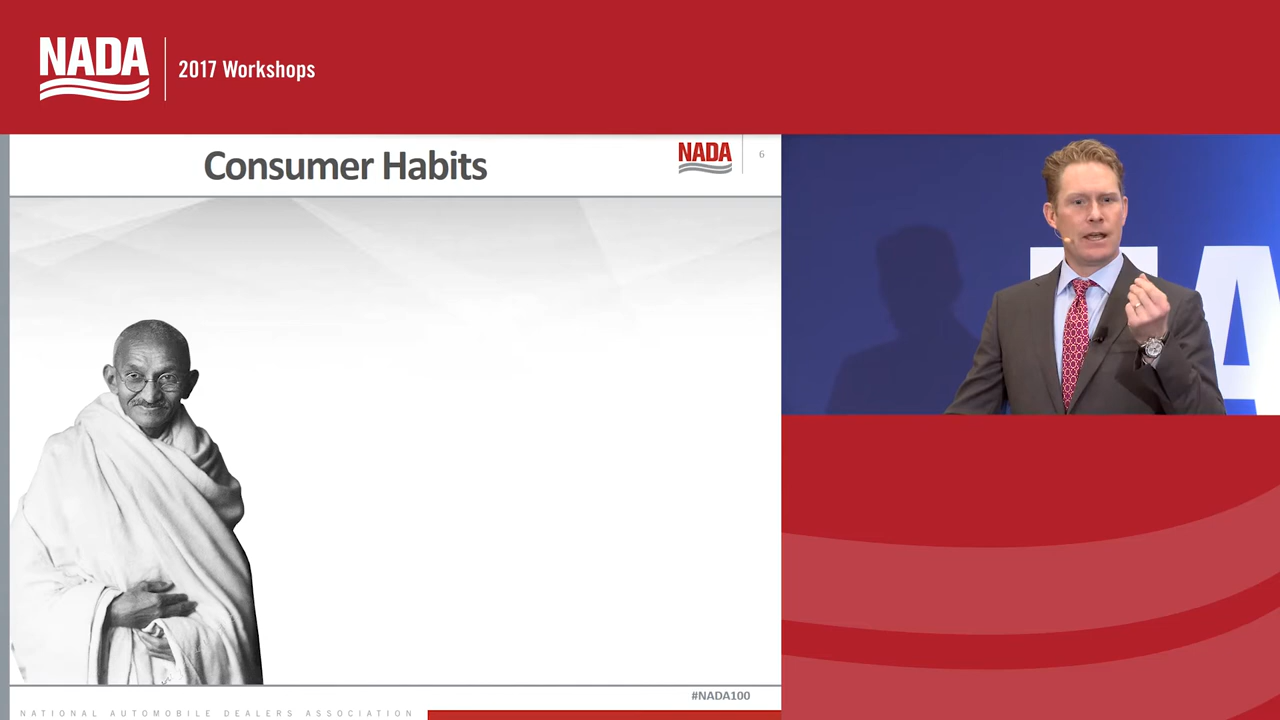 NADA
2017 Workshops
Consumer Habits
NADA
6
#NADA100
NATIONAL AUTOMOBILE DEALERS ASSOCIATION